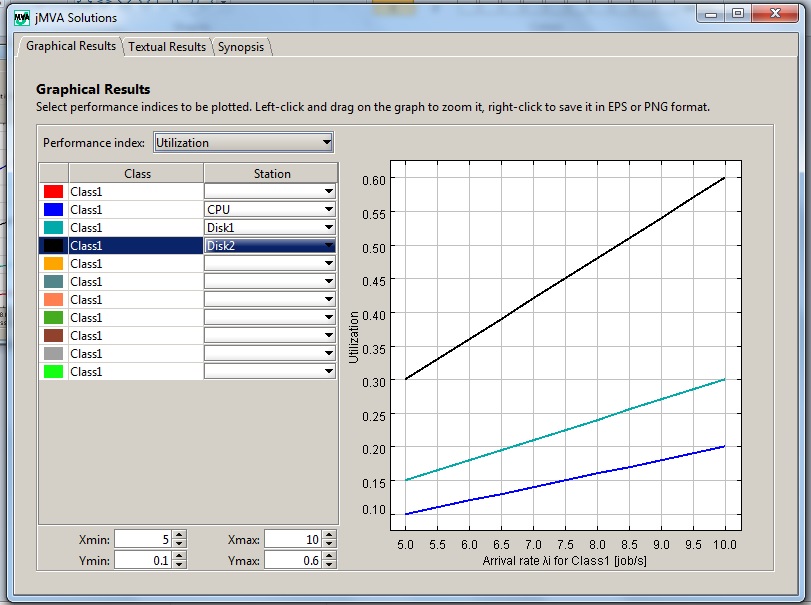 MVA jMVA Solutions
Graphical Results Textual Results Synopsis
Graphical Results
Select performance indices to be plotted. Left-click and drag on the graph to zoom it, right-click to save it in EPS or PNG format.
Performance index: Utilization
Class Station
Class1
Class1 CPU
Class1 Disk1
Class1 Disk2
Class1
Class1
Class1
Class1
Class1
Class1
Class1
Xmin: 5 Xmax: 10
Ymin: 0.1 Ymax: 0.6
Utilization
0.60
0.55
0.50
0.45
0.40
0.35
0.30
0.25
0.20
0.15
0.10
5.0 5.5 6.0 6.5 7.0 7.5 8.0 8.5 9.0 9.5 10.0
Arrival rate λi for Class1 [job/s]